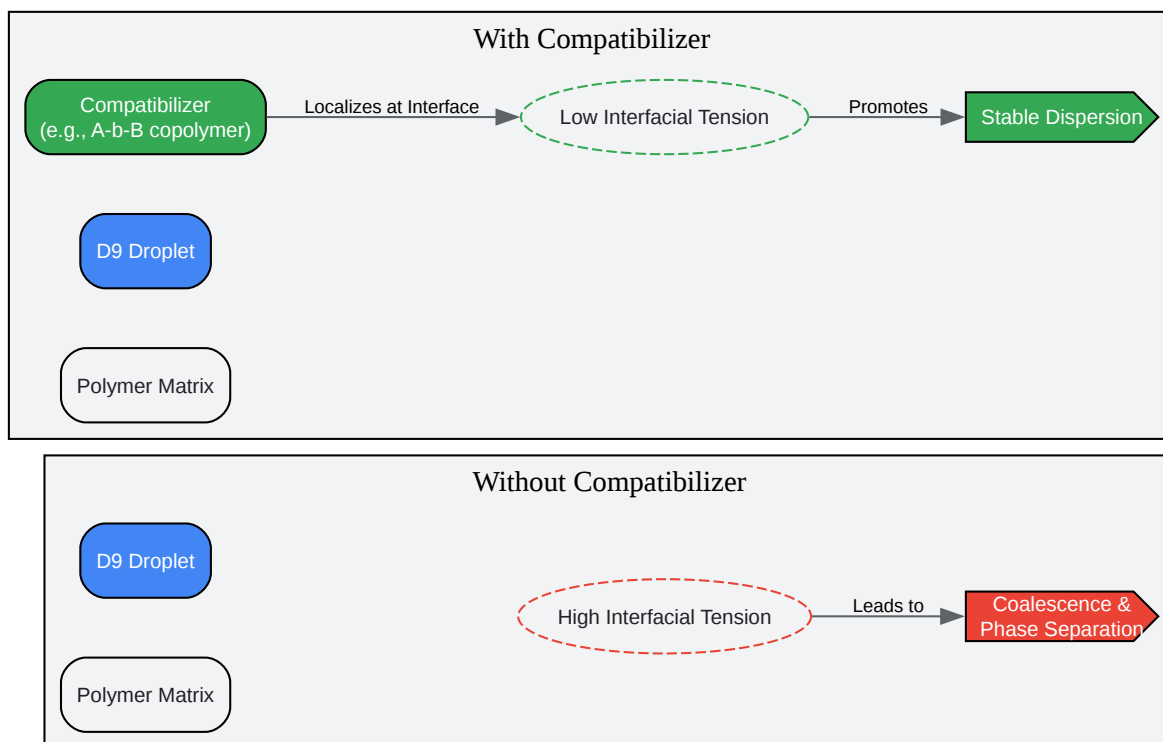 With Compatibilizer
Compatibilizer
(e.g., A-b-B copolymer)
Localizes at Interface
Low Interfacial Tension
Promotes
Stable Dispersion
D9 Droplet
Polymer Matrix
Without Compatibilizer
D9 Droplet
High Interfacial Tension
Leads to
Coalescence &
Phase Separation
Polymer Matrix